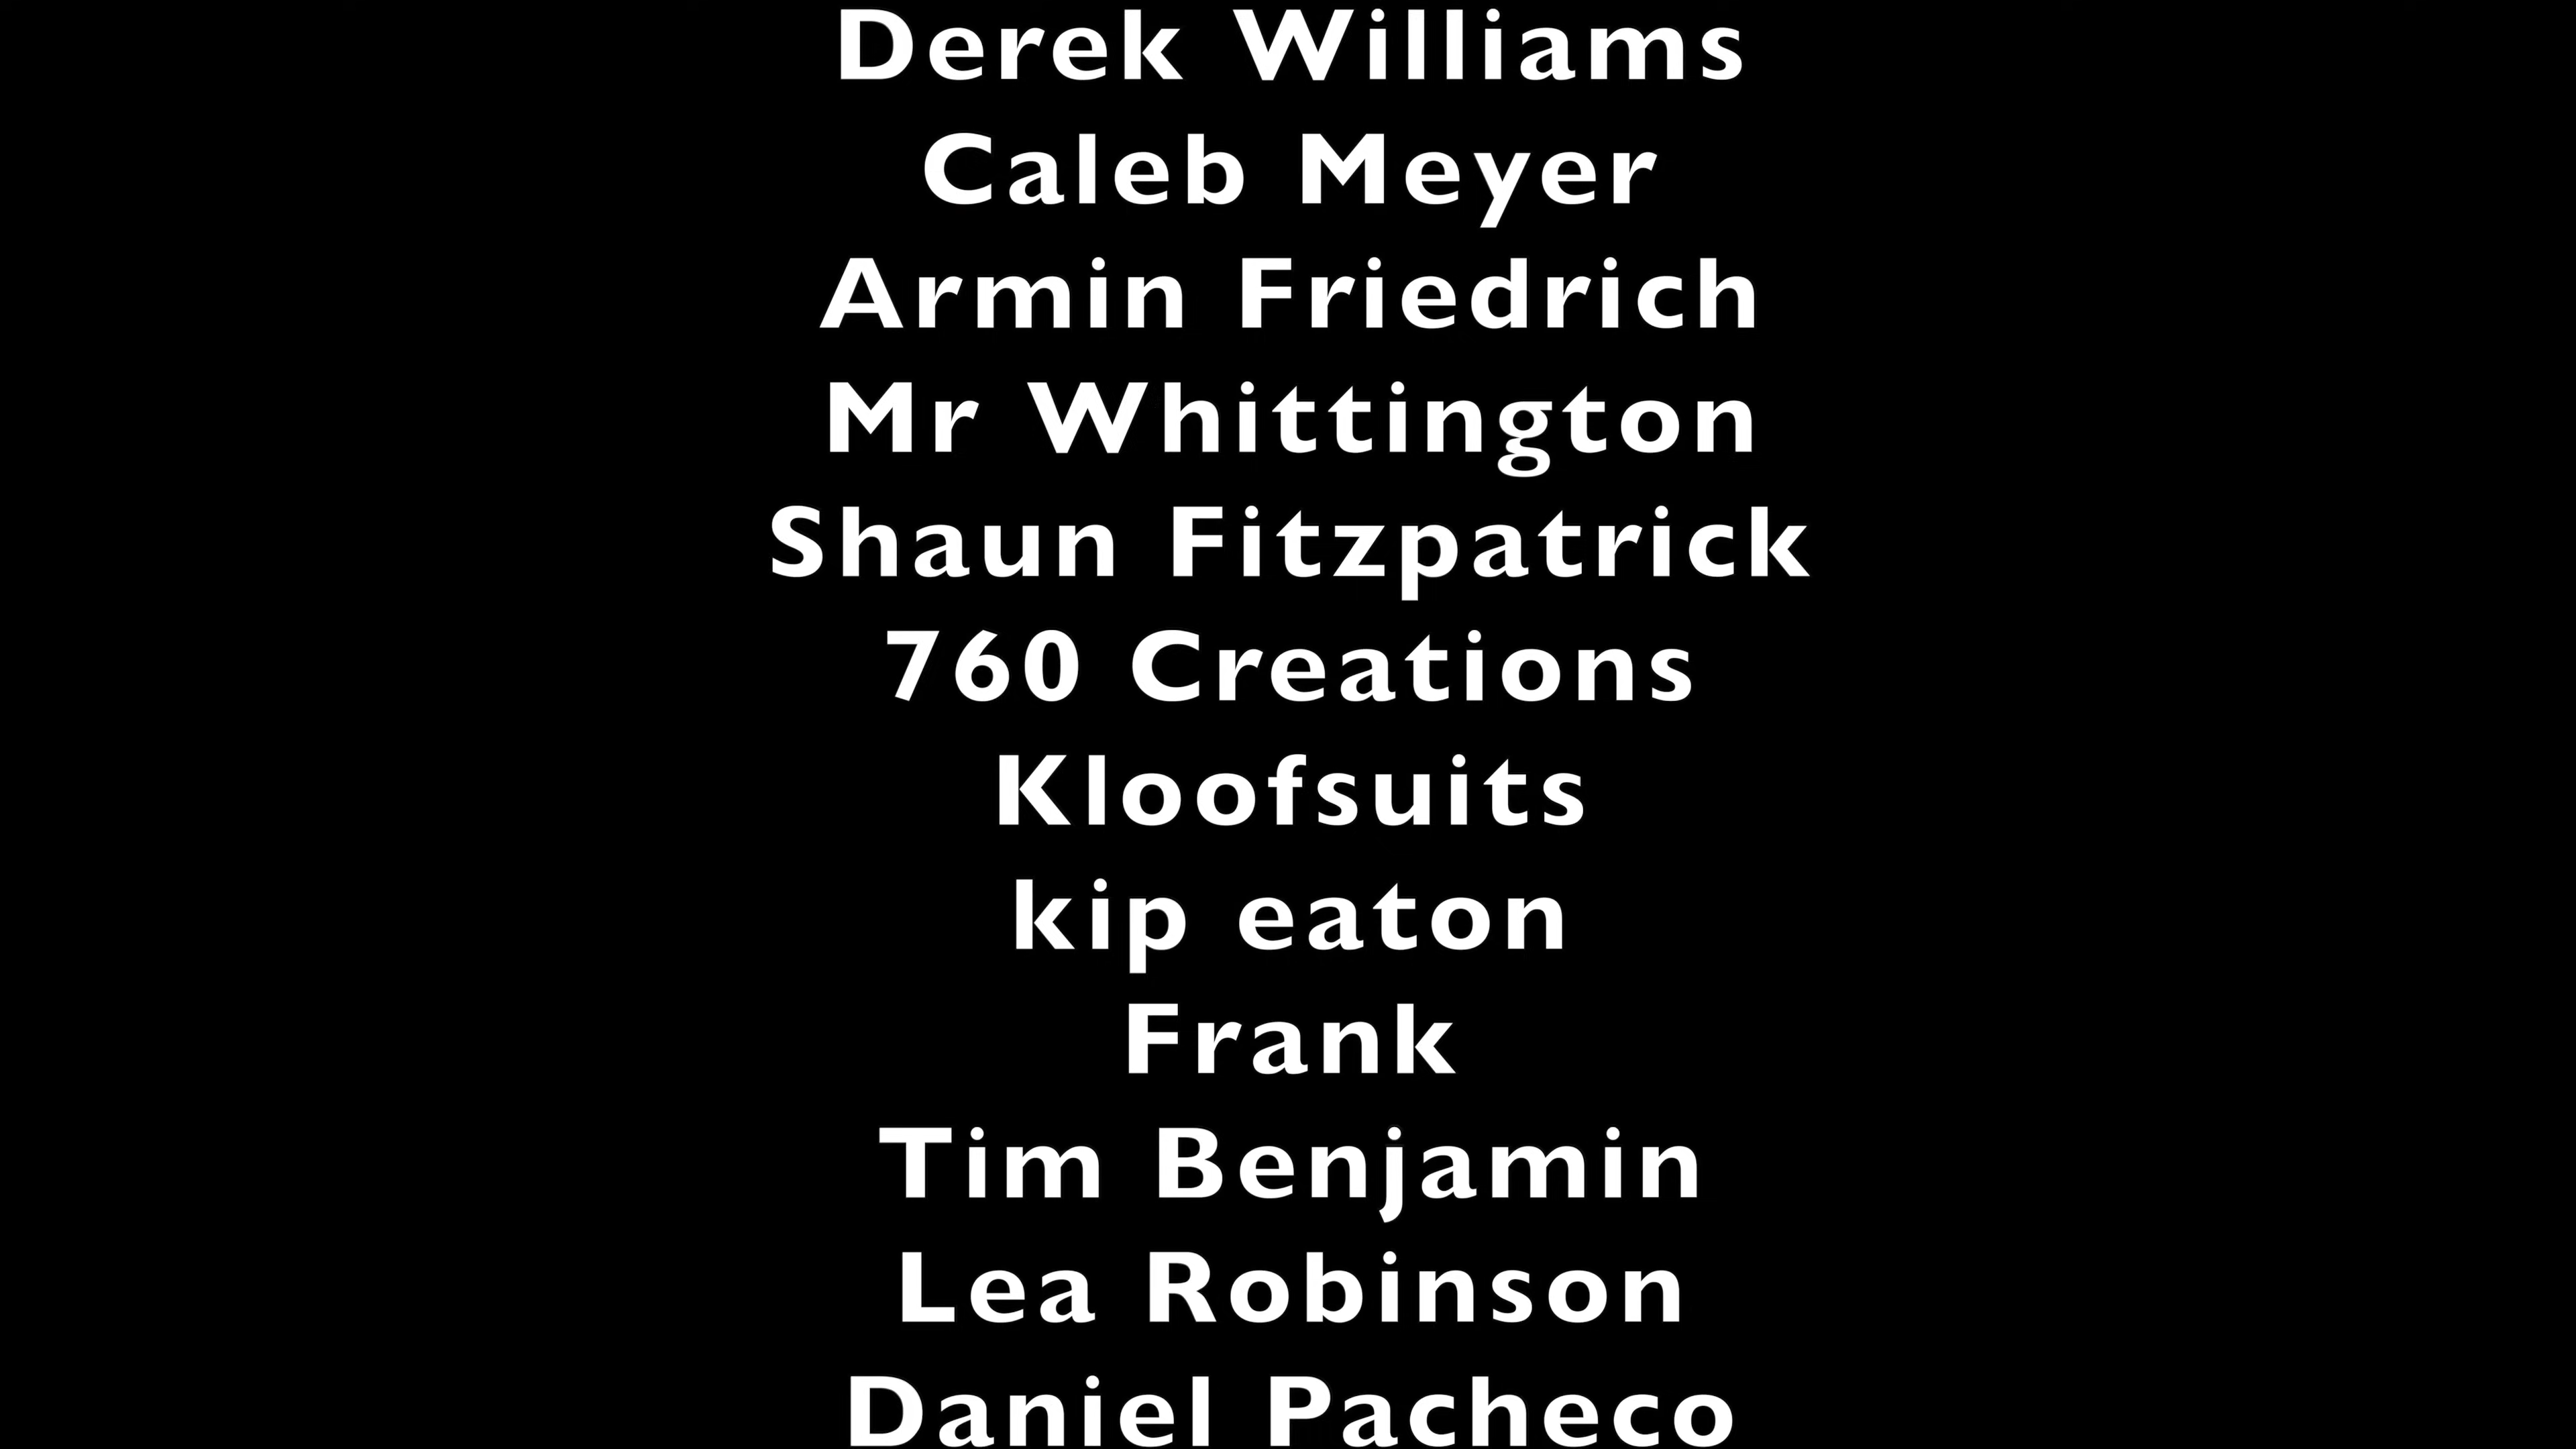 Derek Williams
Caleb Meyer
Armin Friedrich
Mr Whittington
Shaun Fitzpatrick
760 Creations
Kloofsuits
kip eaton
Frank
Tim Benjamin
Lea Robinson
Daniel Pacheco